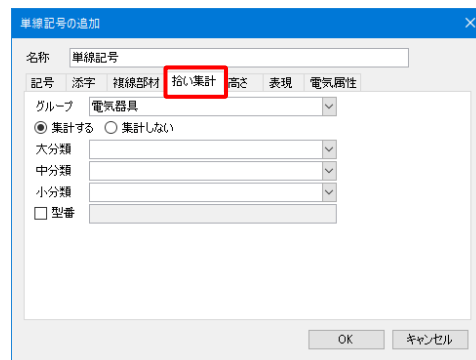 単線記号の追加
名称 単線記号
記号 添字 複線部材 拾い集計 高さ 表現 電気属性
グループ 電気器具
集計する 集計しない
大分類
中分類
小分類
型番
OK キャンセル